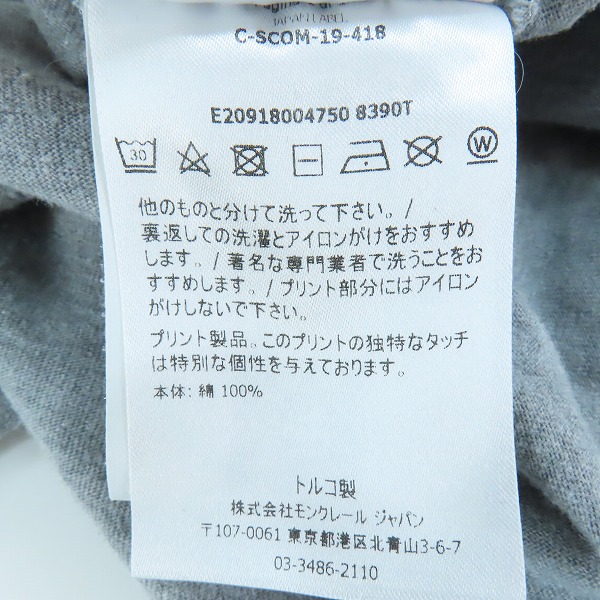 JAPAN LABEL
C-SCOM-19-418
E20918004750 8390T
30
W
他のものと分けて洗って下さい。/
裏返しての洗濯とアイロンがけをおすすめ
します。/ 著名な専門業者で洗うことをお
すすめします。/ プリント部分にはアイロン
がけしないで下さい。
プリント製品。このプリントの独特なタッチ
は特別な個性を与えております。
本体: 綿 100%
トルコ製
株式会社モンクレール ジャパン
〒107-0061 東京都港区北青山3-6-7
03-3486-2110